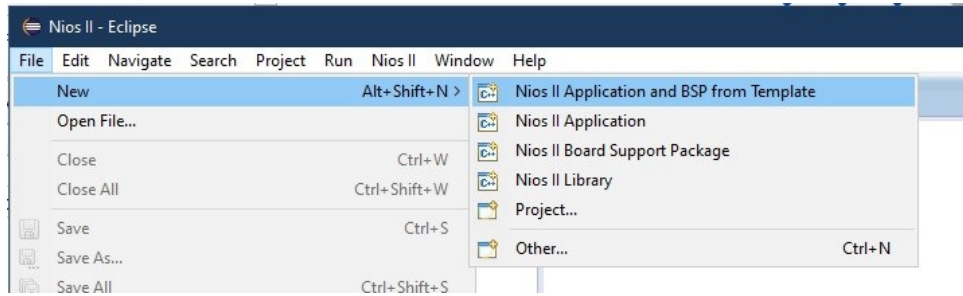 Nios II - Eclipse
File Edit Navigate Search Project Run Nios II Window Help
New Alt+Shift+N >
Open File...
Close Ctrl+W
Close All Ctrl+Shift+W
Save Ctrl+S
Save As...
Save All Ctrl+Shift+S
Nios II Application and BSP from Template
Nios II Application
Nios II Board Support Package
Nios II Library
Project...
Other... Ctrl+N